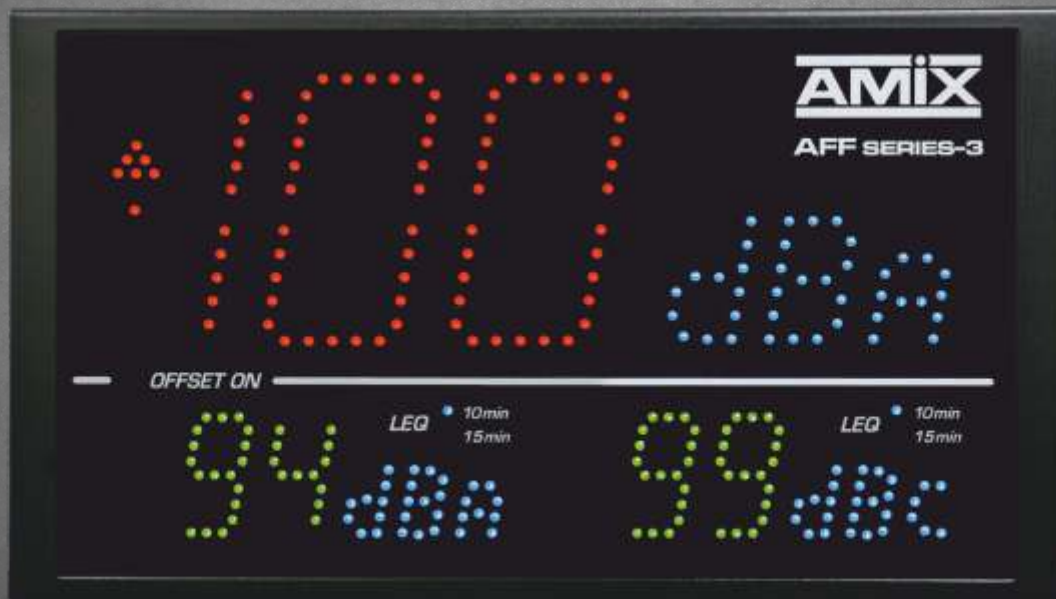 AMiX
AFF SERIES-3
100 dBA
OFFSET ON
94 dBA LEQ 10min
15min
99 dBC LEQ 10min
15min